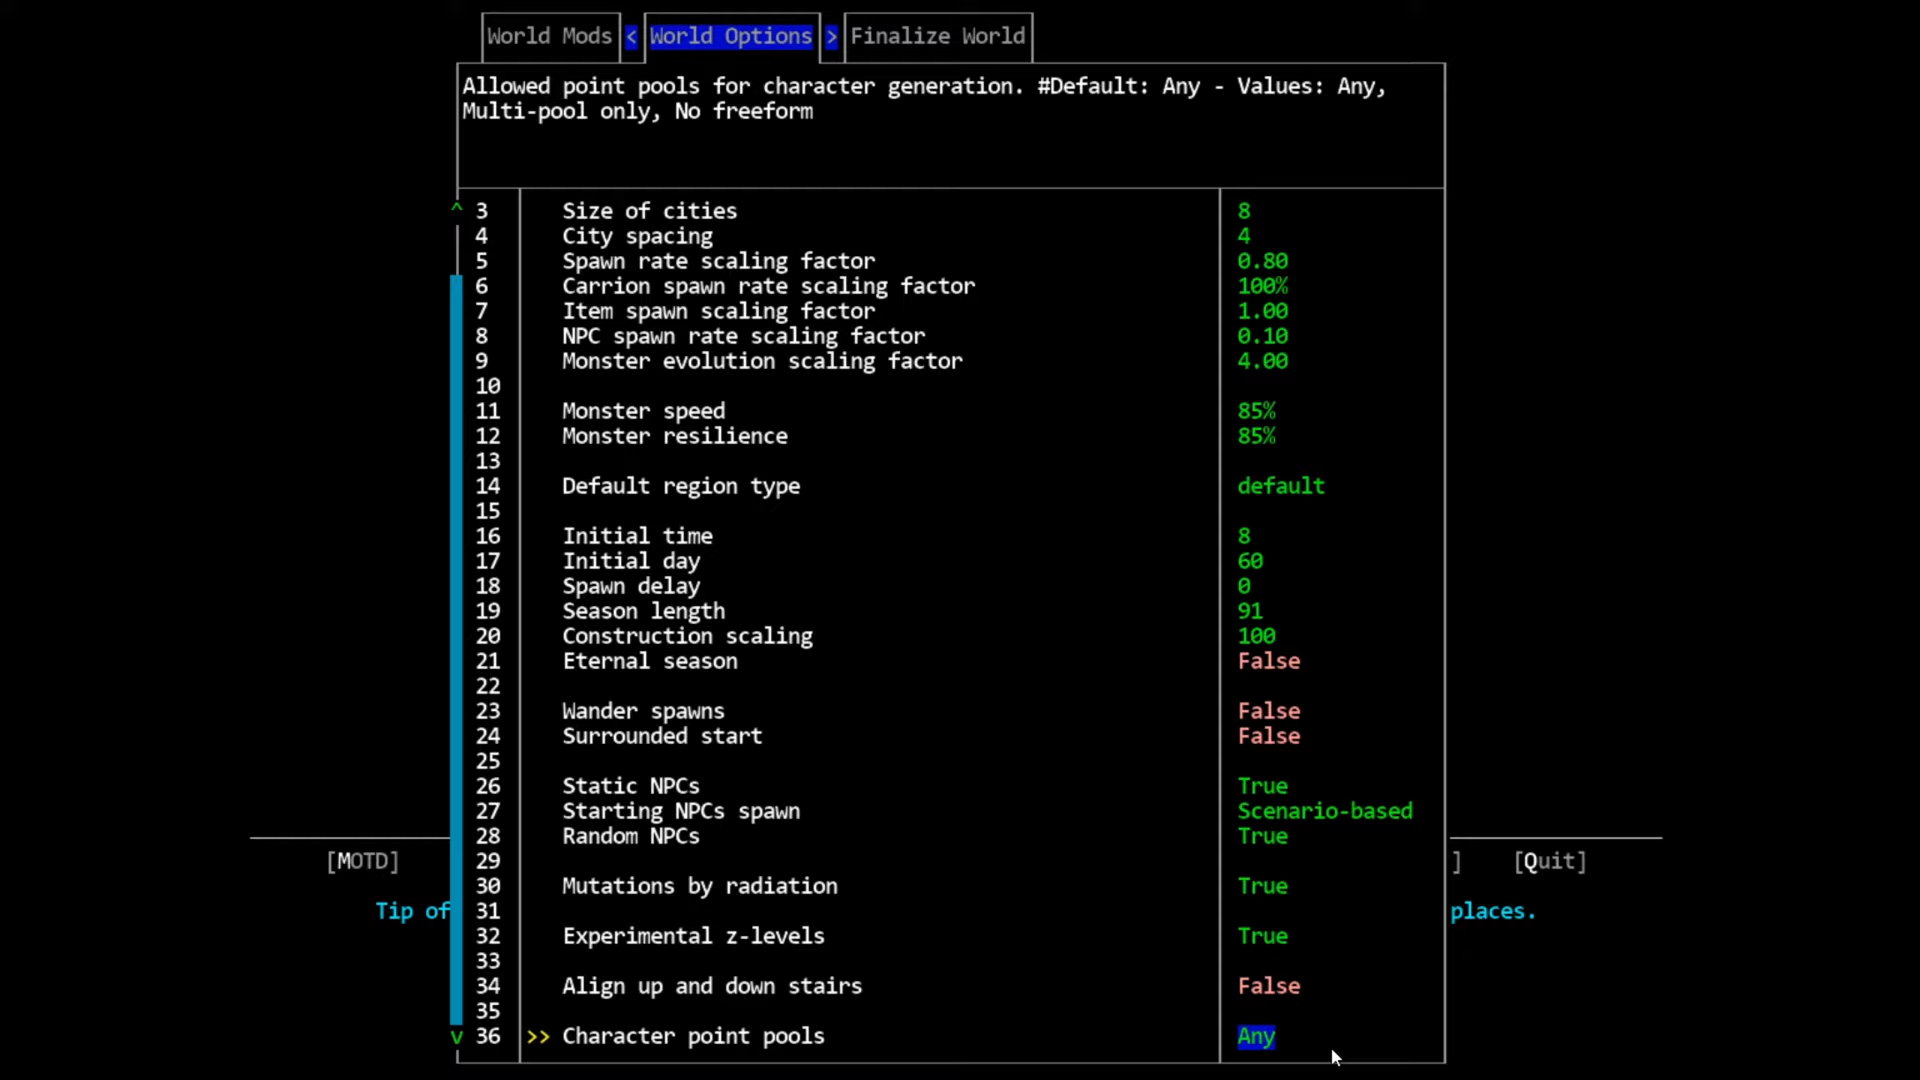 World Mods < World Options > Finalize World
Allowed point pools for character generation. #Default: Any - Values: Any,
Multi-pool only, No freeform
^ 3 Size of cities 8
4 City spacing 4
5 Spawn rate scaling factor 0.80
6 Carrion spawn rate scaling factor 100%
7 Item spawn scaling factor 1.00
8 NPC spawn rate scaling factor 0.10
9 Monster evolution scaling factor 4.00
10
11 Monster speed 85%
12 Monster resilience 85%
13
14 Default region type default
15
16 Initial time 8
17 Initial day 60
18 Spawn delay 0
19 Season length 91
20 Construction scaling 100
21 Eternal season False
22
23 Wander spawns False
24 Surrounded start False
25
26 Static NPCs True
27 Starting NPCs spawn Scenario-based
28 Random NPCs True
[MOTD] 29 ] [Quit]
30 Mutations by radiation True
Tip of 31 places.
32 Experimental z-levels True
33
34 Align up and down stairs False
35
v 36 >> Character point pools Any